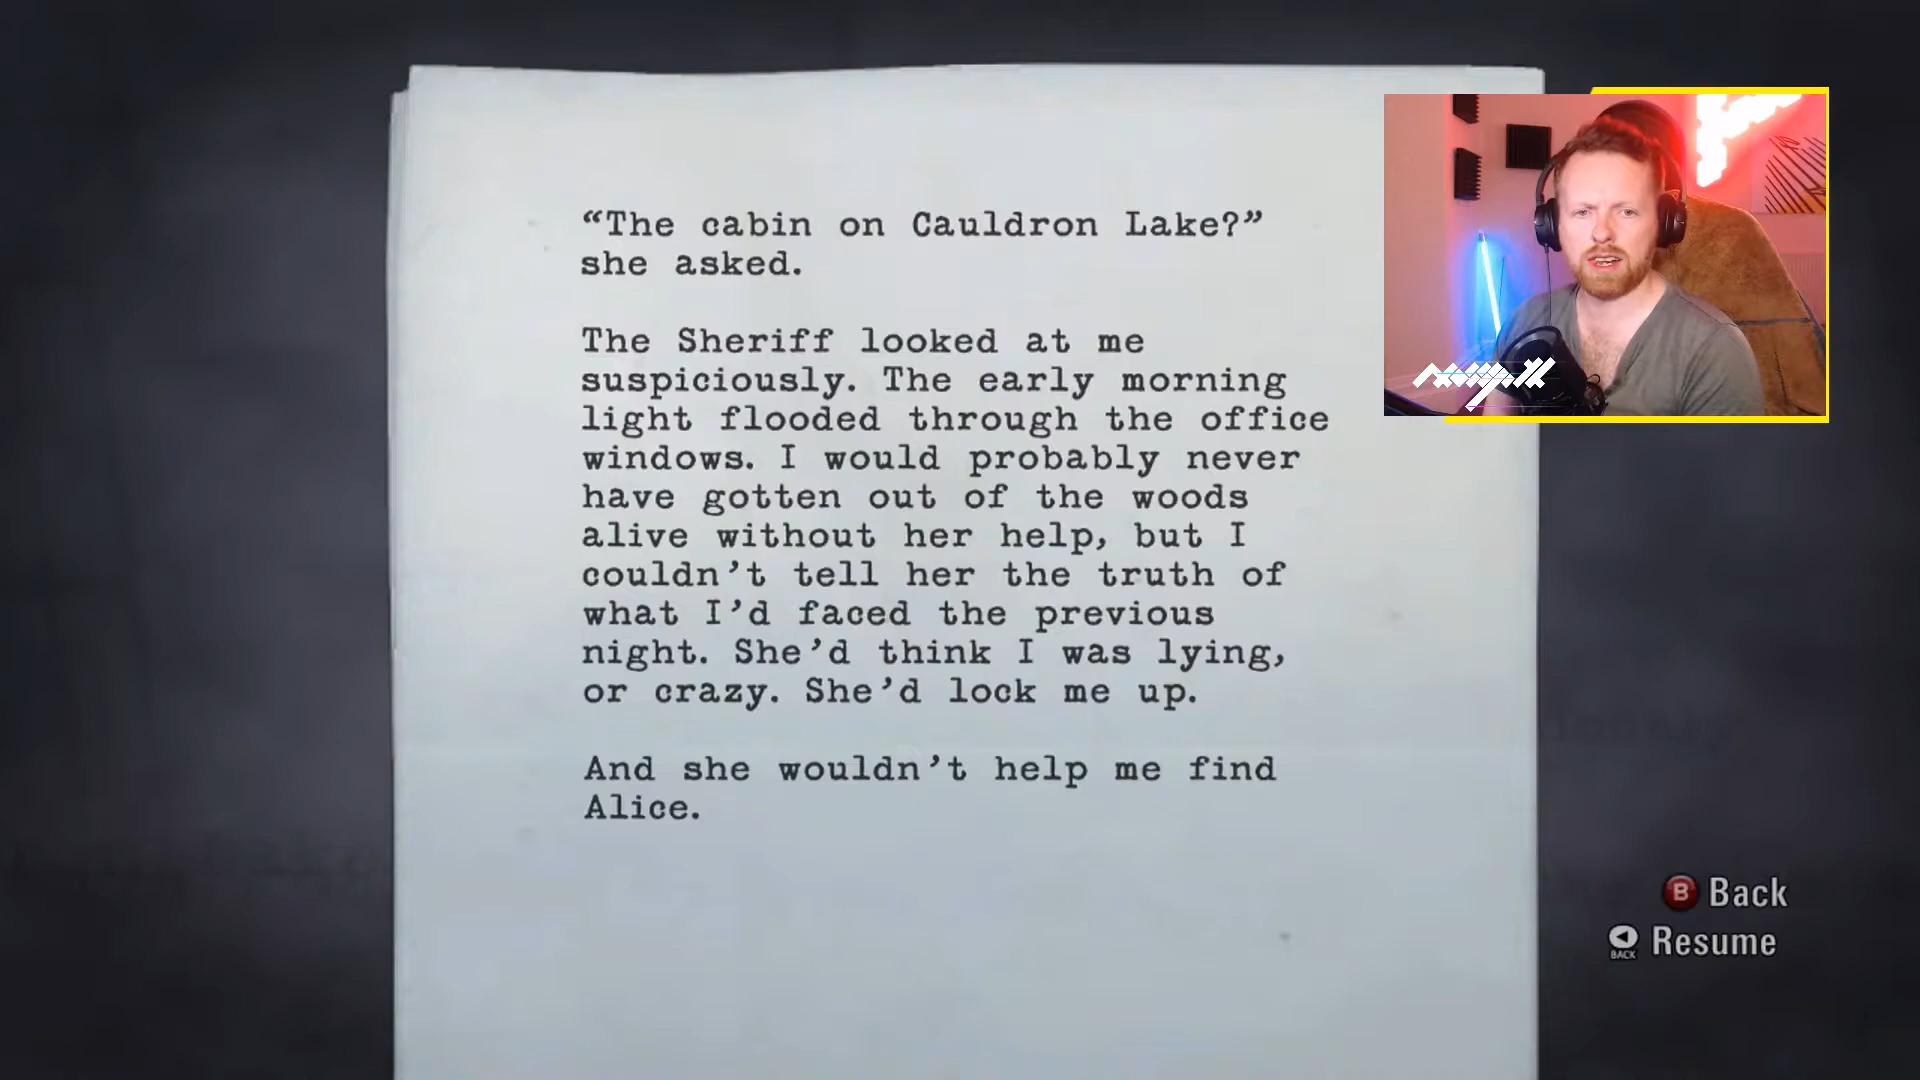 “The cabin on Cauldron Lake?”
she asked.
The Sheriff looked at me
suspiciously. The early morning
light flooded through the office
windows. I would probably never
have gotten out of the woods
alive without her help, but I
couldn’t tell her the truth of
what I’d faced the previous
night. She’d think I was lying,
or crazy. She’d lock me up.
And she wouldn’t help me find
Alice.
B Back
BACK Resume